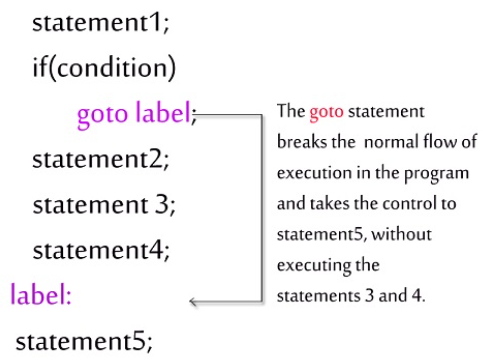 statement1;
if(condition)
goto label;
statement2;
statement 3;
statement4;
label:
statement5;
The goto statement
breaks the normal flow of
execution in the program
and takes the control to
statement5, without
executing the
statements 3 and 4.